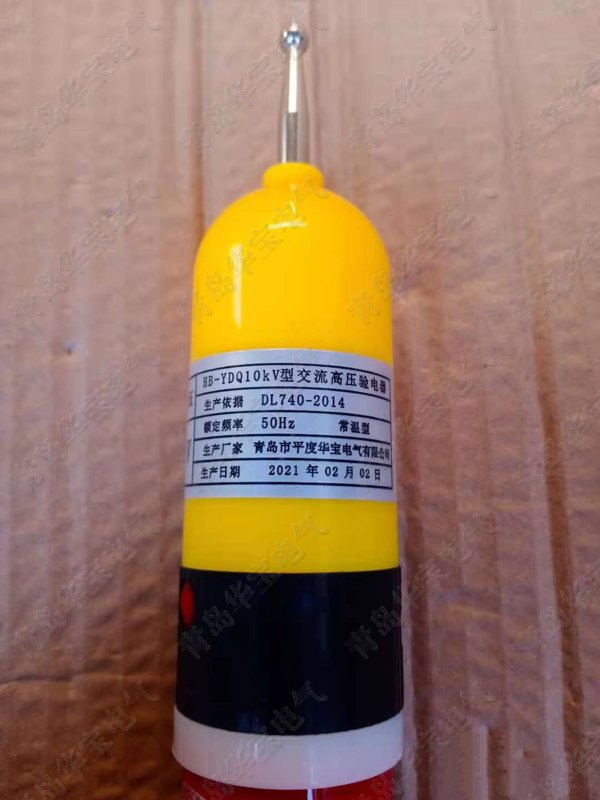 HB-YDQ10kV型交流高压验电器
压
生产依据 DL740-2014
额定频率 50Hz 常温型
生产厂家 青岛市平度华宝电气有限公司
生产日期 2021 年 02 月 02 日
青岛华宝电气